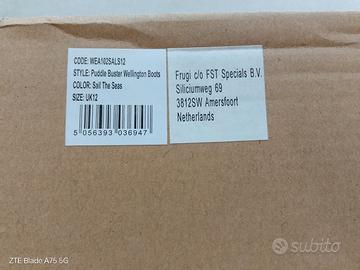 CODE: WEA102SALS12
STYLE: Puddle Buster Wellington Boots
COLOR: Sail The Seas
SIZE: UK12
5 056393 036947
Frugi c/o FST Specials B.V.
Siliciumweg 69
3812SW Amersfoort
Netherlands
ZTE Blade A75 5G
subito